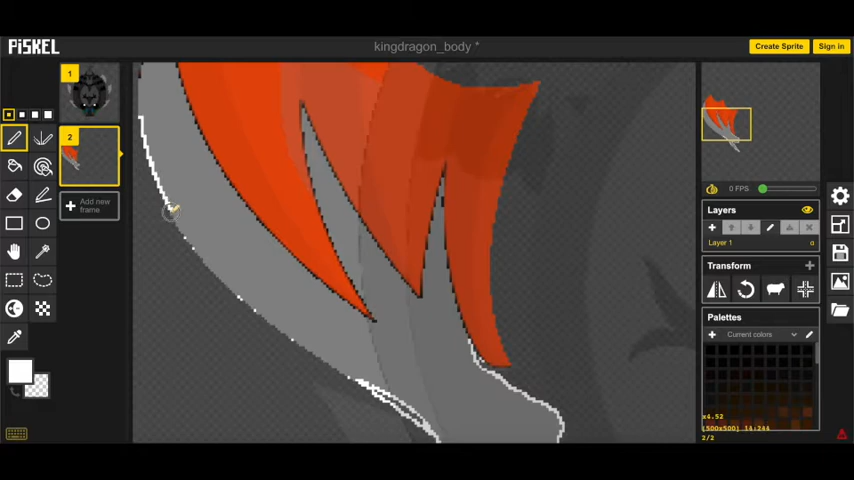 PiSKEL
kingdragon_body *
Create Sprite
Sign in
1
2
Add new
frame
0 FPS
Layers
Layer 1
α
Transform
Palettes
Current colors
x4.52
[500x500] 14:244
2/2